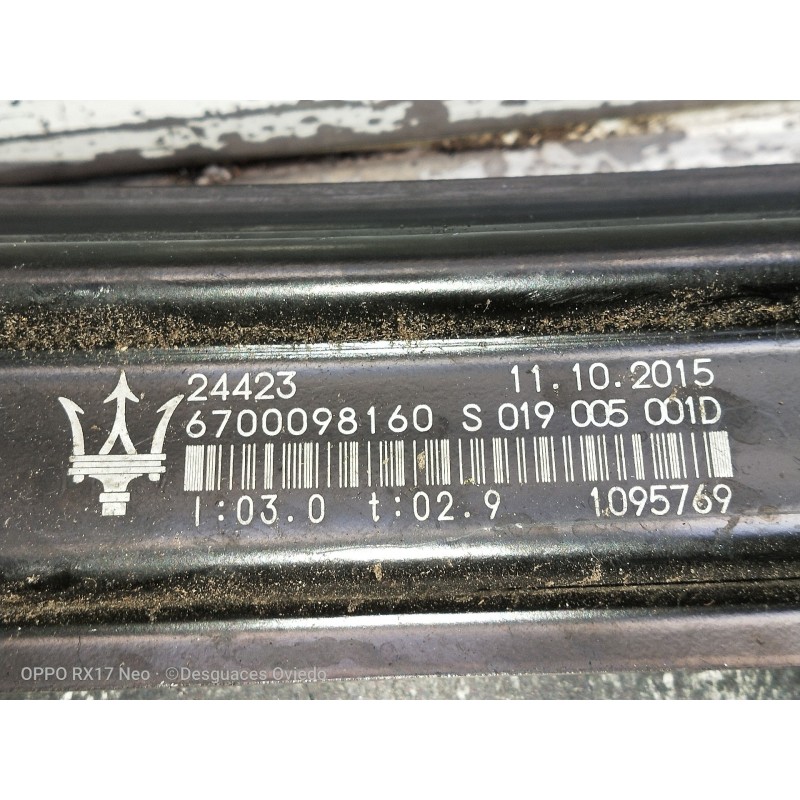 24423 11.10.2015
6700098160 S 019 005 001D
I:03.0 t:02.9 1095769
OPPO RX17 Neo · ©Desguaces Oviedo